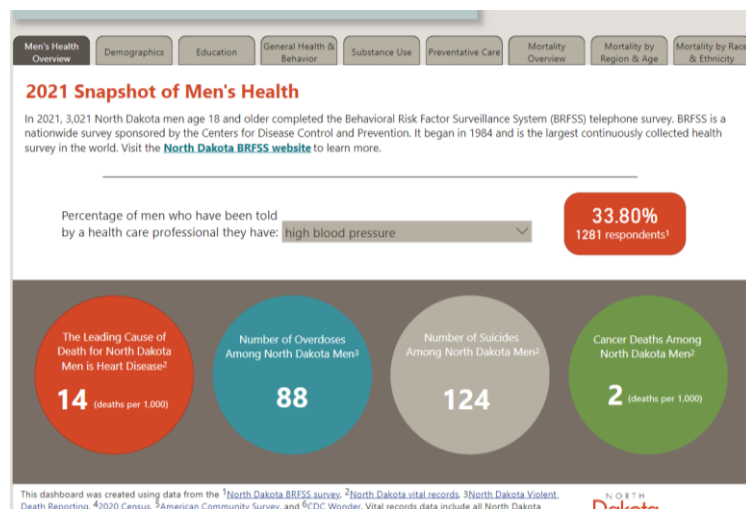 Men's Health
Overview
Demographics
Education
General Health &
Behavior
Substance Use
Preventative Care
Mortality
Overview
Mortality by
Region & Age
Mortality by Race
& Ethnicity
2021 Snapshot of Men's Health
In 2021, 3,021 North Dakota men age 18 and older completed the Behavioral Risk Factor Surveillance System (BRFSS) telephone survey. BRFSS is a
nationwide survey sponsored by the Centers for Disease Control and Prevention. It began in 1984 and is the largest continuously collected health
survey in the world. Visit the North Dakota BRFSS website to learn more.
Percentage of men who have been told
by a health care professional they have: high blood pressure
33.80%
1281 respondents¹
The Leading Cause of
Death for North Dakota
Men is Heart Disease²
14 (deaths per 1,000)
Number of Overdoses
Among North Dakota Men³
88
Number of Suicides
Among North Dakota Men²
124
Cancer Deaths Among
North Dakota Men²
2 (deaths per 1,000)
This dashboard was created using data from the ¹North Dakota BRFSS survey, ²North Dakota vital records, 3North Dakota Violent
Death Reporting, ⁴2020 Census, ⁵American Community Survey, and ⁶CDC Wonder. Vital records data include all North Dakota
NORTH
Dakota